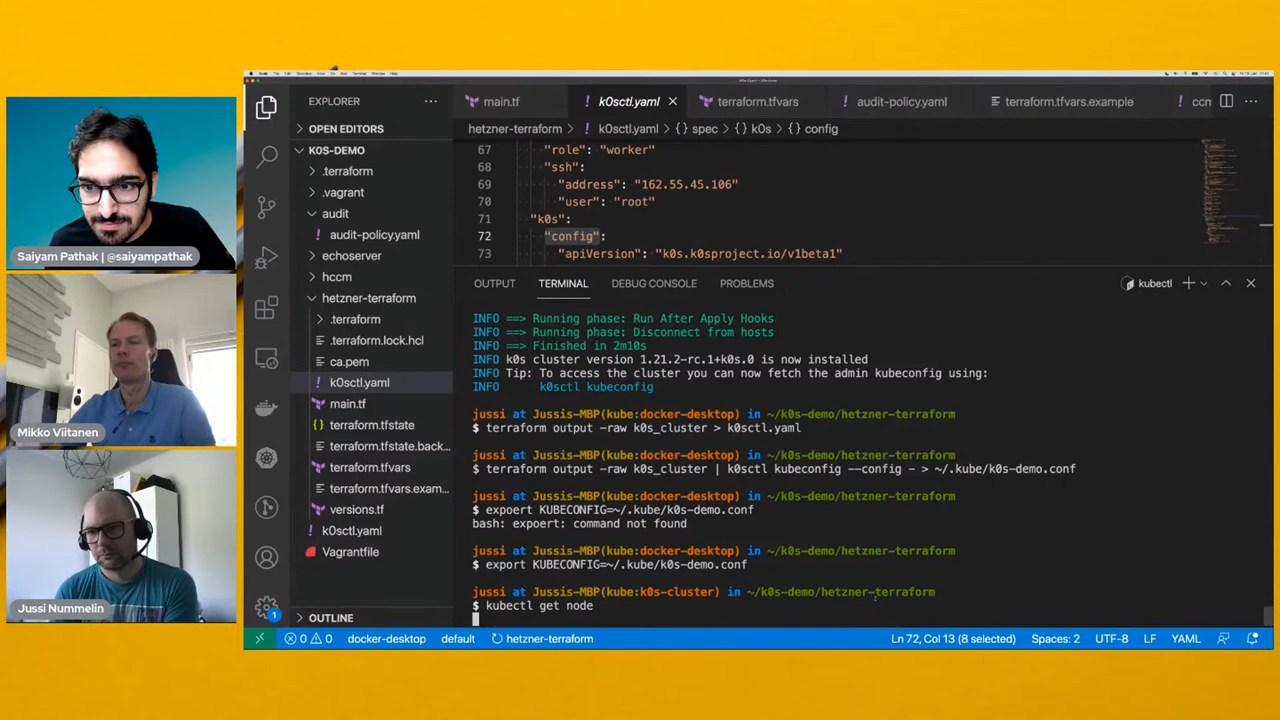 Saiyam Pathak | @saiyampathak
Mikko Viitanen
Jussi Nummelin
EXPLORER
OPEN EDITORS
K0S-DEMO
.terraform
.vagrant
audit
audit-policy.yaml
echoserver
hccm
hetzner-terraform
.terraform
.terraform.lock.hcl
ca.pem
k0sctl.yaml
main.tf
terraform.tfstate
terraform.tfstate.back...
terraform.tfvars
terraform.tfvars.exam...
versions.tf
k0sctl.yaml
Vagrantfile
OUTLINE
main.tf k0sctl.yaml terraform.tfvars audit-policy.yaml terraform.tfvars.example ccm
hetzner-terraform > k0sctl.yaml > {} spec > {} k0s > {} config
67 "role": "worker"
68 "ssh":
69 "address": "162.55.45.106"
70 "user": "root"
71 "k0s":
72 "config":
73 "apiVersion": "k0s.k0sproject.io/v1beta1"
OUTPUT TERMINAL DEBUG CONSOLE PROBLEMS kubectl
INFO ==> Running phase: Run After Apply Hooks
INFO ==> Running phase: Disconnect from hosts
INFO ==> Finished in 2m10s
INFO k0s cluster version 1.21.2-rc.1+k0s.0 is now installed
INFO Tip: To access the cluster you can now fetch the admin kubeconfig using:
INFO k0sctl kubeconfig
jussi at Jussis-MBP(kube:docker-desktop) in ~/k0s-demo/hetzner-terraform
$ terraform output -raw k0s_cluster > k0sctl.yaml
jussi at Jussis-MBP(kube:docker-desktop) in ~/k0s-demo/hetzner-terraform
$ terraform output -raw k0s_cluster | k0sctl kubeconfig --config - > ~/.kube/k0s-demo.conf
jussi at Jussis-MBP(kube:docker-desktop) in ~/k0s-demo/hetzner-terraform
$ expoert KUBECONFIG=~/.kube/k0s-demo.conf
bash: expoert: command not found
jussi at Jussis-MBP(kube:docker-desktop) in ~/k0s-demo/hetzner-terraform
$ export KUBECONFIG=~/.kube/k0s-demo.conf
jussi at Jussis-MBP(kube:k0s-cluster) in ~/k0s-demo/hetzner-terraform
$ kubectl get node
1
0 0 docker-desktop default hetzner-terraform Ln 72, Col 13 (8 selected) Spaces: 2 UTF-8 LF YAML